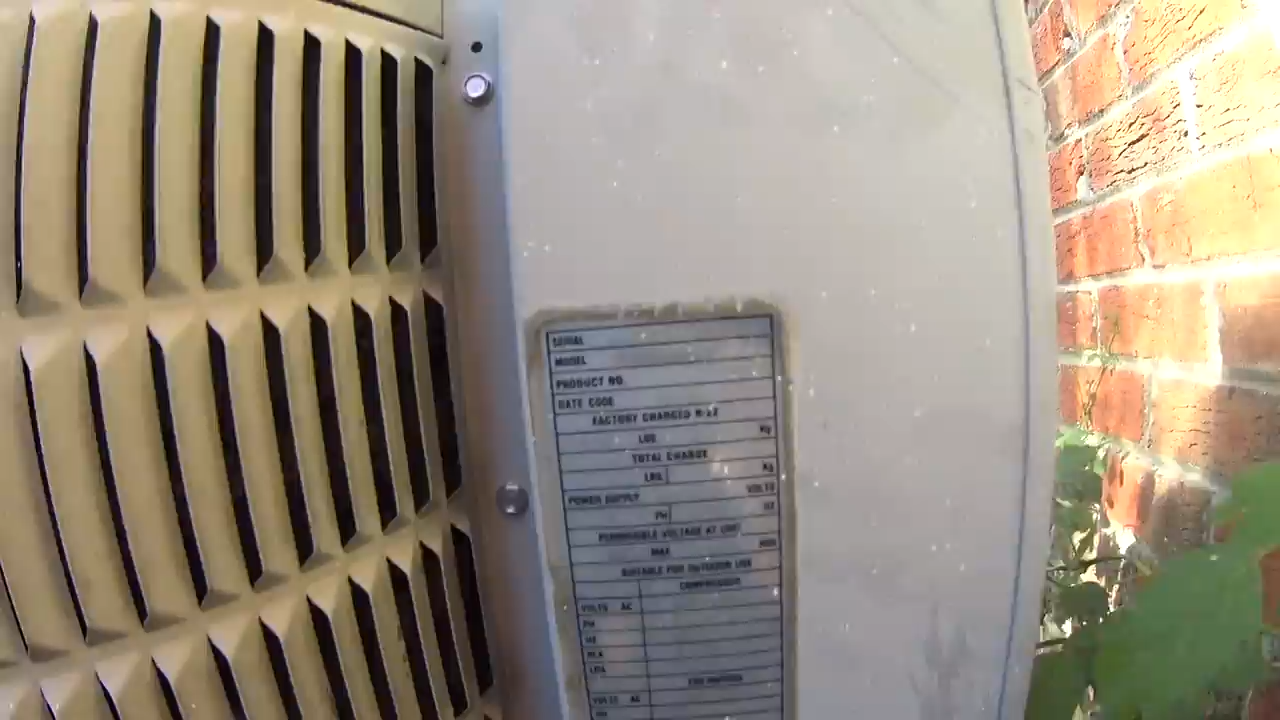 SERIAL
MODEL
PRODUCT NO.
DATE CODE
FACTORY CHARGED R-22
LBS Kg
TOTAL CHARGE
LBS Kg
POWER SUPPLY VOLTS
PH HZ
PERMISSIBLE VOLTAGE AT UNIT
MAX MIN
SUITABLE FOR OUTDOOR USE
COMPRESSOR
VOLTS AC
PH
HZ
RLA
LRA
FAN MOTOR
VOLTS AC
PH